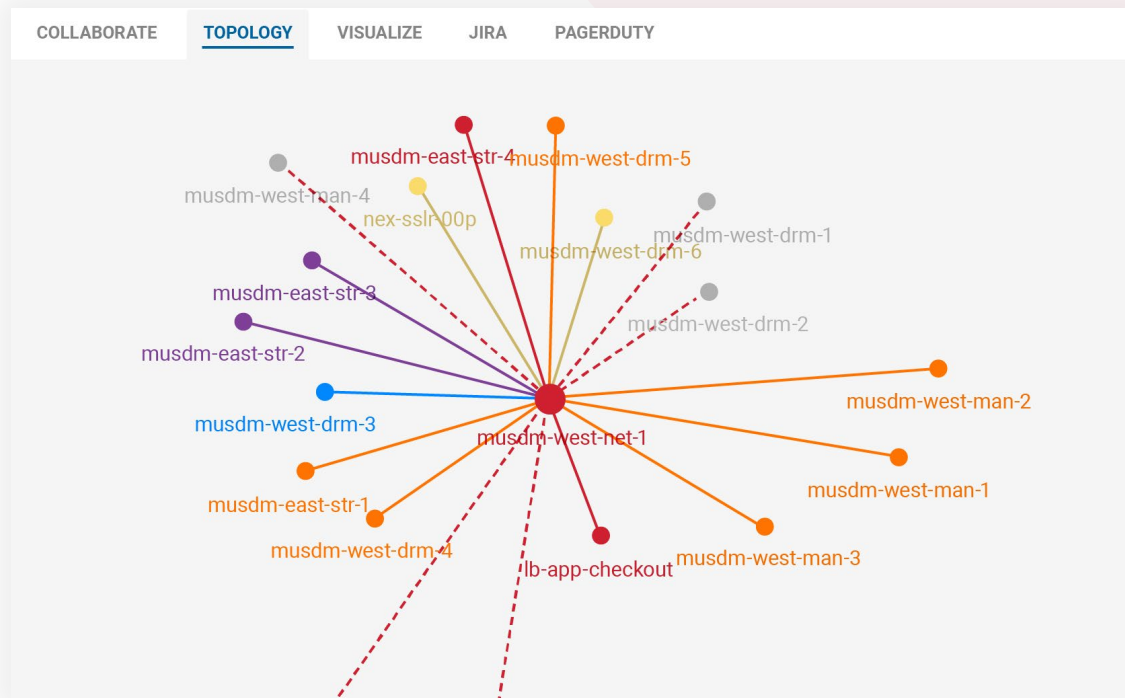 COLLABORATE
TOPOLOGY
VISUALIZE
JIRA
PAGERDUTY
musdm-east-str-4
musdm-west-drm-5
musdm-west-man-4
nex-sslr-00p
musdm-west-drm-1
musdm-west-drm-6
musdm-east-str-3
musdm-west-drm-2
musdm-east-str-2
musdm-west-man-2
musdm-west-drm-3
musdm-west-net-1
musdm-west-man-1
musdm-east-str-1
musdm-west-drm-4
musdm-west-man-3
lb-app-checkout